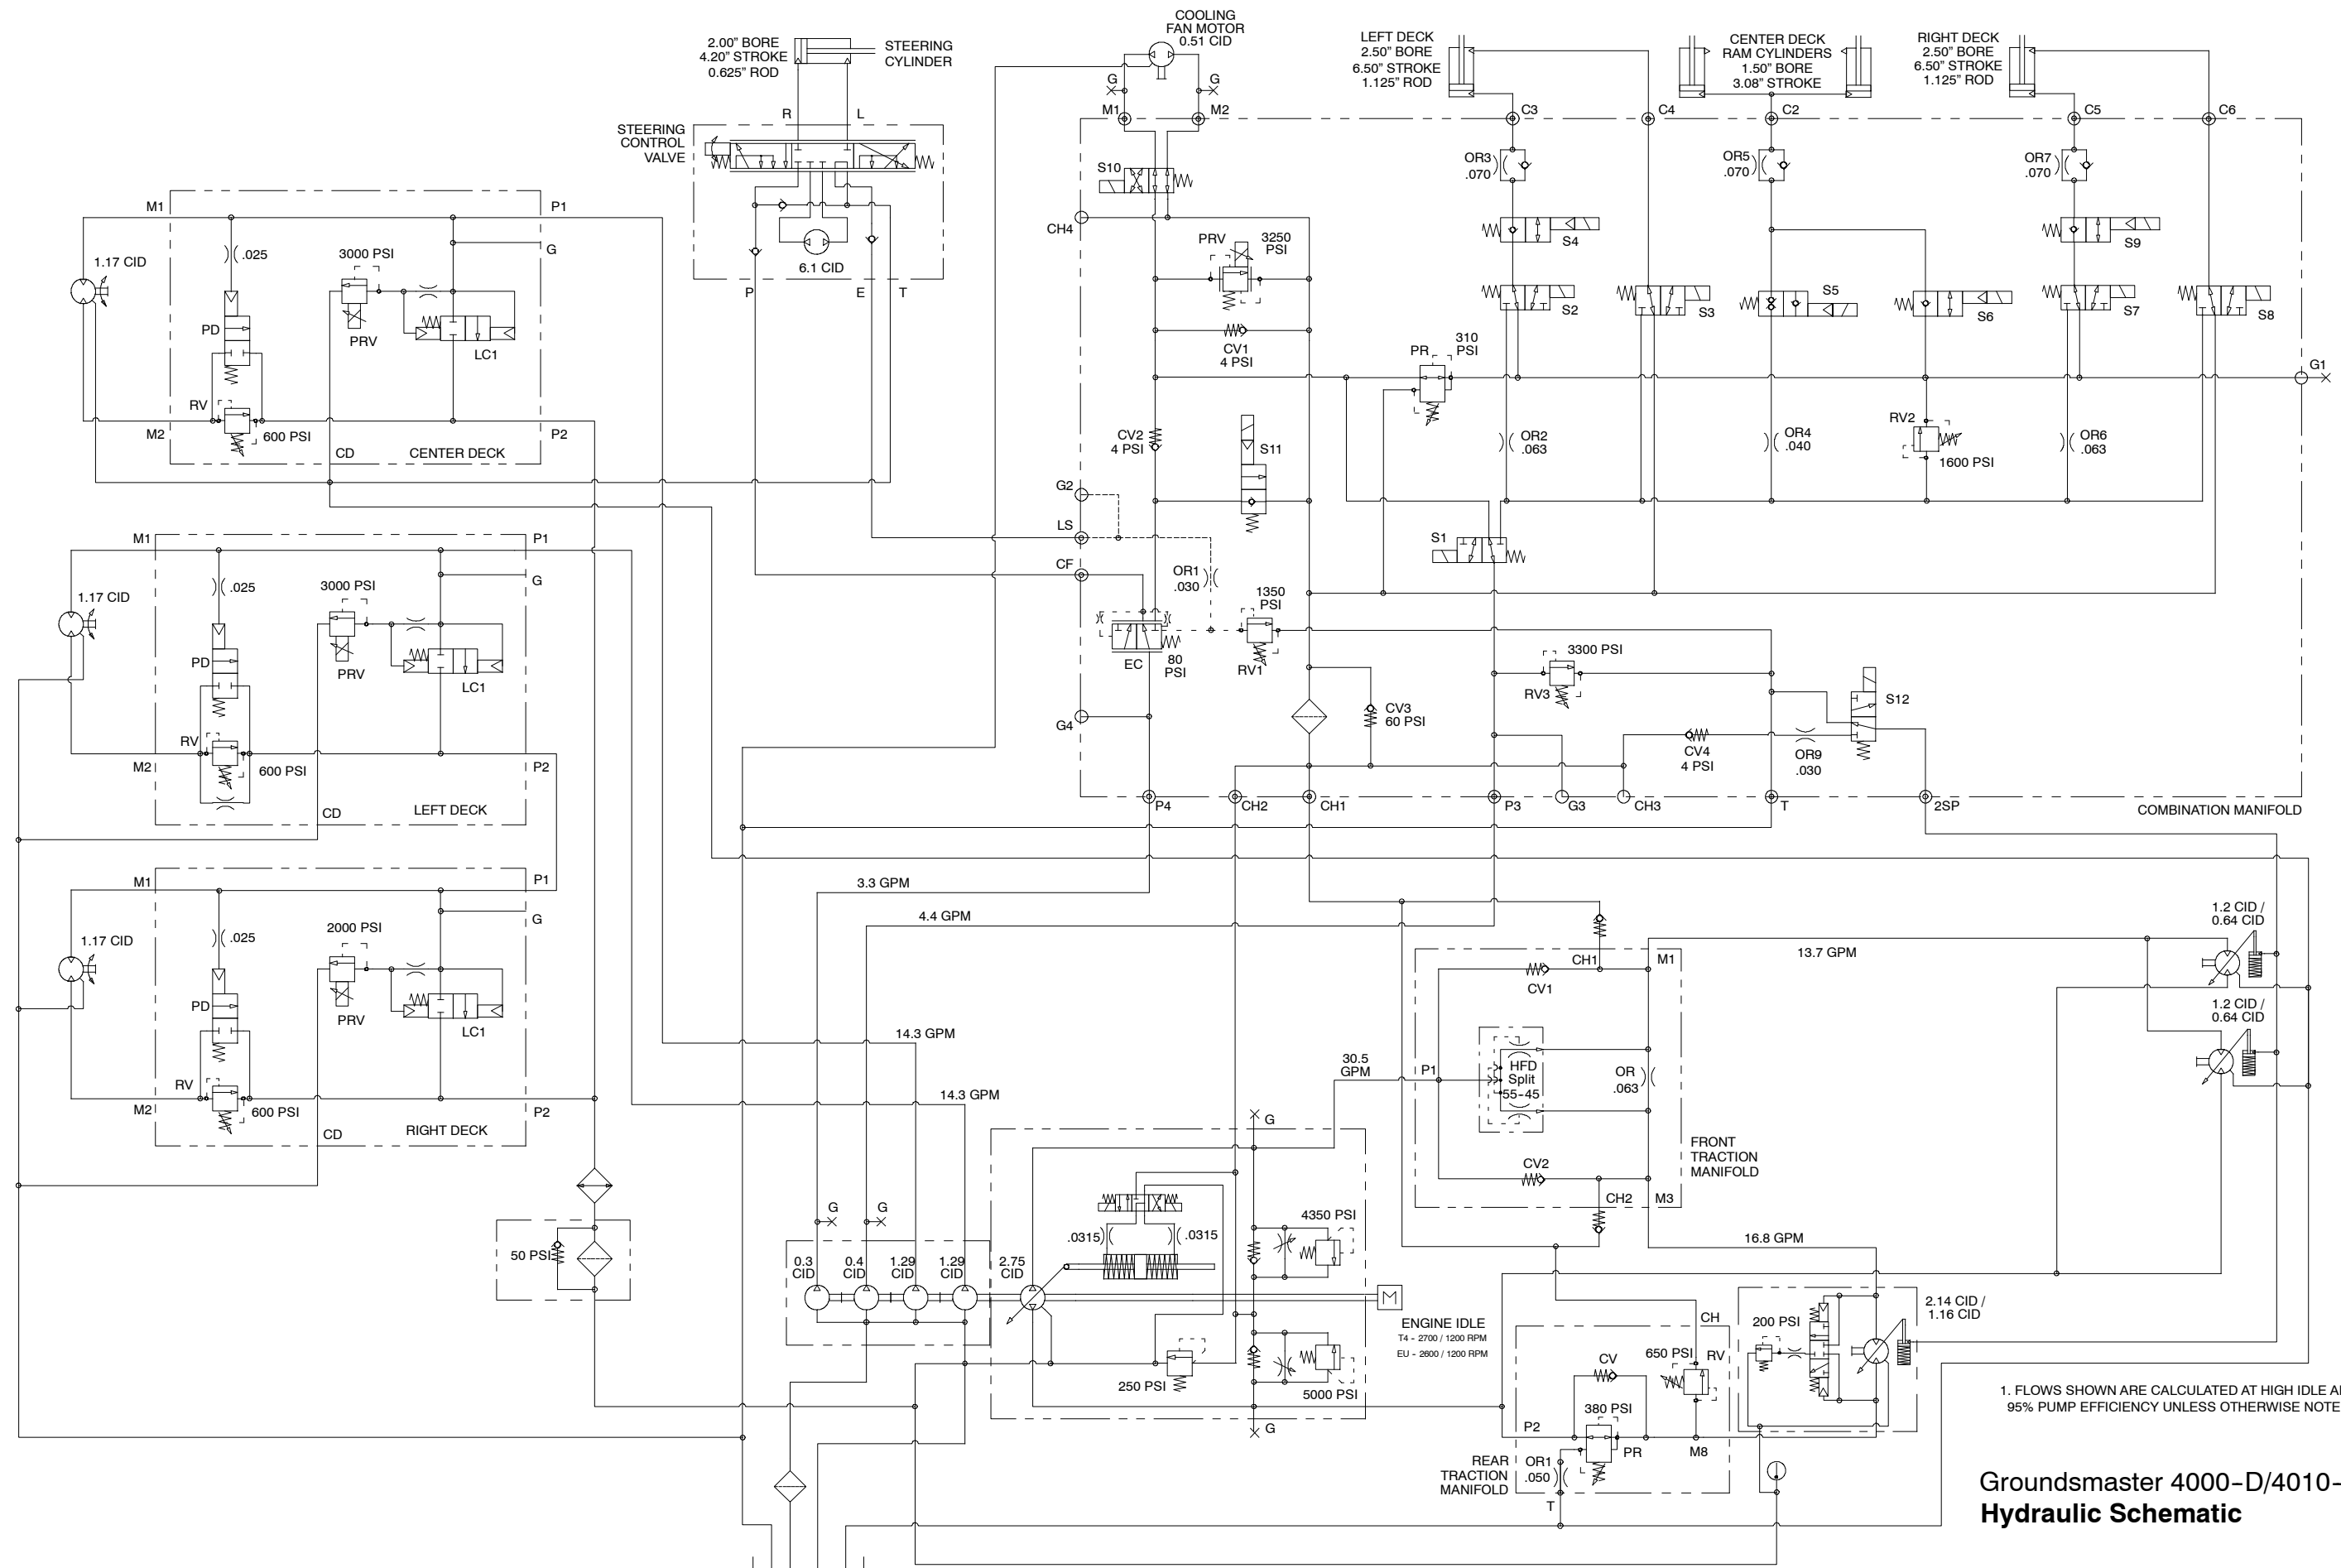 COOLING
FAN MOTOR
0.51 CID
2.00” BORE
4.20” STROKE
0.625” ROD
STEERING
CYLINDER
LEFT DECK
2.50” BORE
6.50” STROKE
1.125” ROD
CENTER DECK
RAM CYLINDERS
1.50” BORE
3.08” STROKE
RIGHT DECK
2.50” BORE
6.50” STROKE
1.125” ROD
G
G
M1
M2
C3
C4
C2
C5
C6
R
L
STEERING
CONTROL
VALVE
6.1 CID
P
E
T
S10
CH4
PRV
3250
PSI
CV1
4 PSI
OR3
.070
OR5
.070
OR7
.070
S4
S9
S2
S3
S5
S6
S7
S8
PR
310
PSI
G1
CV2
4 PSI
S11
OR2
.063
OR4
.040
RV2
1600 PSI
OR6
.063
G2
LS
CF
S1
OR1
.030
1350
PSI
RV1
EC
80
PSI
3300 PSI
RV3
S12
G4
CV3
60 PSI
CV4
4 PSI
OR9
.030
P4
CH2
CH1
P3
G3
CH3
T
2SP
COMBINATION MANIFOLD
M1
P1
G
1.17 CID
.025
3000 PSI
PD
PRV
LC1
RV
600 PSI
M2
P2
CD
CENTER DECK
M1
P1
G
1.17 CID
.025
3000 PSI
PD
PRV
LC1
RV
600 PSI
M2
P2
CD
LEFT DECK
M1
P1
G
1.17 CID
.025
2000 PSI
PD
PRV
LC1
RV
600 PSI
M2
P2
CD
RIGHT DECK
50 PSI
3.3 GPM
4.4 GPM
14.3 GPM
14.3 GPM
30.5
GPM
G
G
0.3
CID
0.4
CID
1.29
CID
1.29
CID
2.75
CID
.0315
.0315
G
4350 PSI
250 PSI
5000 PSI
G
M
ENGINE IDLE
T4 - 2700 / 1200 RPM
EU - 2600 / 1200 RPM
CH1
M1
CV1
P1
HFD
Split
55-45
OR
.063
CV2
CH2
M3
FRONT
TRACTION
MANIFOLD
13.7 GPM
1.2 CID /
0.64 CID
1.2 CID /
0.64 CID
16.8 GPM
CH
650 PSI
RV
CV
380 PSI
P2
PR
M8
OR1
.050
T
REAR
TRACTION
MANIFOLD
200 PSI
2.14 CID /
1.16 CID
1. FLOWS SHOWN ARE CALCULATED AT HIGH IDLE
95% PUMP EFFICIENCY UNLESS OTHERWISE NOTE
Groundsmaster 4000-D/4010-
Hydraulic Schematic